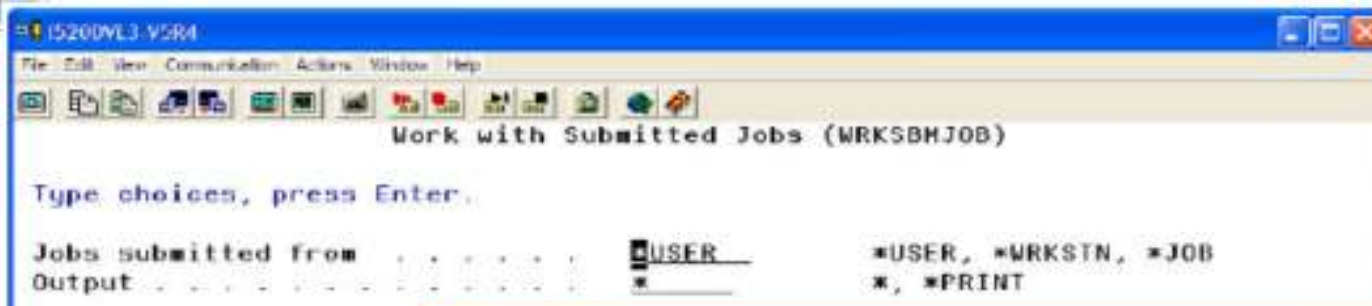 I520DVL3-V5R4
File Edit View Communication Actions Window Help
Work with Submitted Jobs (WRKSBMJOB)
Type choices, press Enter.
Jobs submitted from . . . . . . *USER *USER, *WRKSTN, *JOB
Output . . . . . . . . . . . . * *, *PRINT